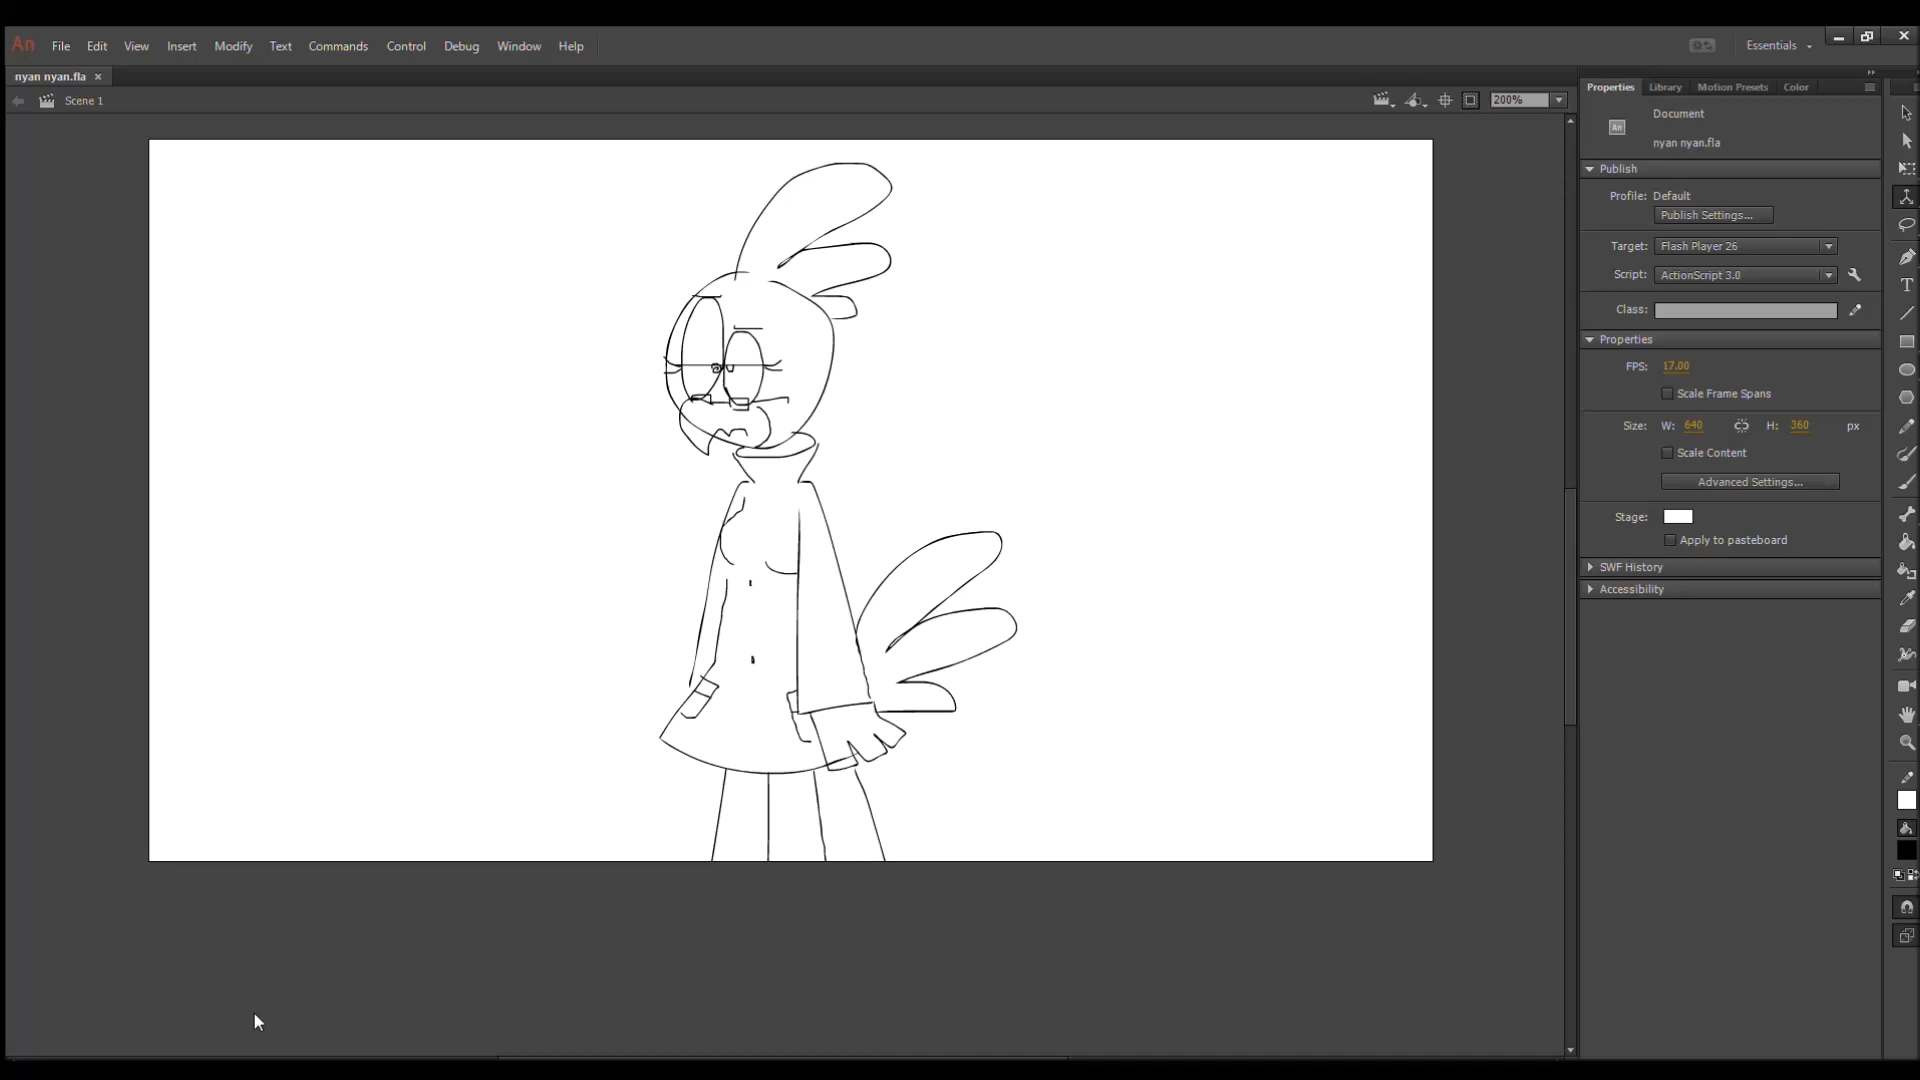 An File Edit View Insert Modify Text Commands Control Debug Window Help Essentials
nyan nyan.fla ×
Scene 1 200%
Properties Library Motion Presets Color
Document
An
nyan nyan.fla
Publish
Profile: Default
Publish Settings...
Target: Flash Player 26
Script: ActionScript 3.0
Class:
Properties
FPS: 17.00
Scale Frame Spans
Size: W: 640 H: 360 px
Scale Content
Advanced Settings...
Stage:
Apply to pasteboard
SWF History
Accessibility